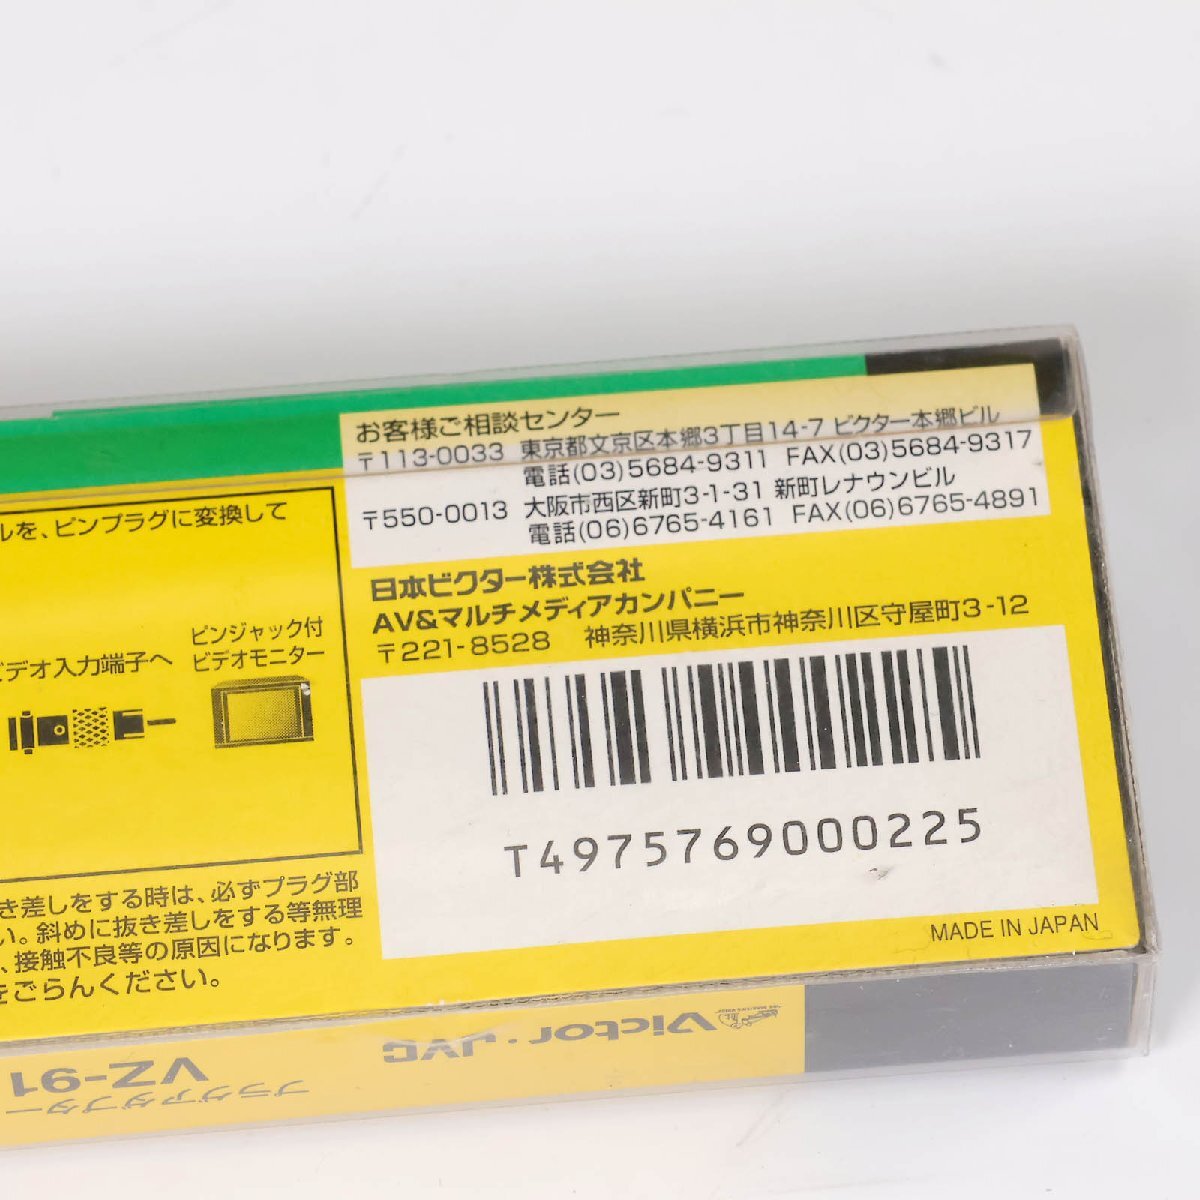 お客様ご相談センター
〒113-0033 東京都文京区本郷3丁目14-7 ビクター本郷ビル
電話(03)5684-9311 FAX(03)5684-9317
〒550-0013 大阪市西区新町3-1-31 新町レナウンビル
電話(06)6765-4161 FAX(06)6765-4891
日本ビクター株式会社
AV&マルチメディアカンパニー
〒221-8528 神奈川県横浜市神奈川区守屋町3-12
ルを、ピンプラグに変換して
ピンジャック付
ビデオモニター
ビデオ入力端子へ
T4975769000225
き差しをする時は、必ずプラグ部
い。斜めに抜き差しをする等無理
、接触不良等の原因になります。
をごらんください。
MADE IN JAPAN
Victor・JVC
プラグアダプター
VZ-91